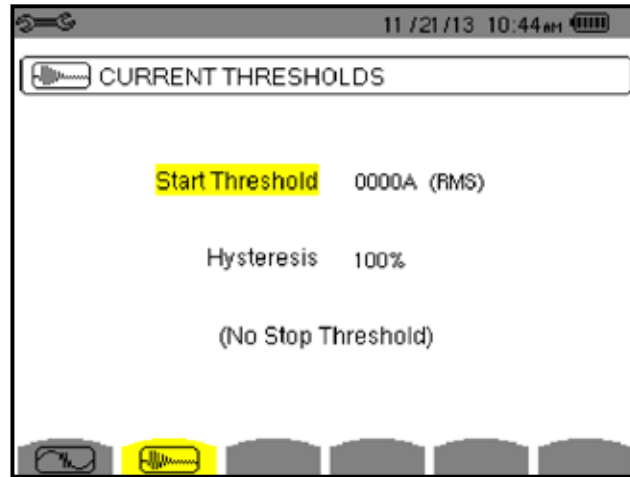 11/21/13 10:44AM
CURRENT THRESHOLDS
Start Threshold 0000A (RMS)
Hysteresis 100%
(No Stop Threshold)